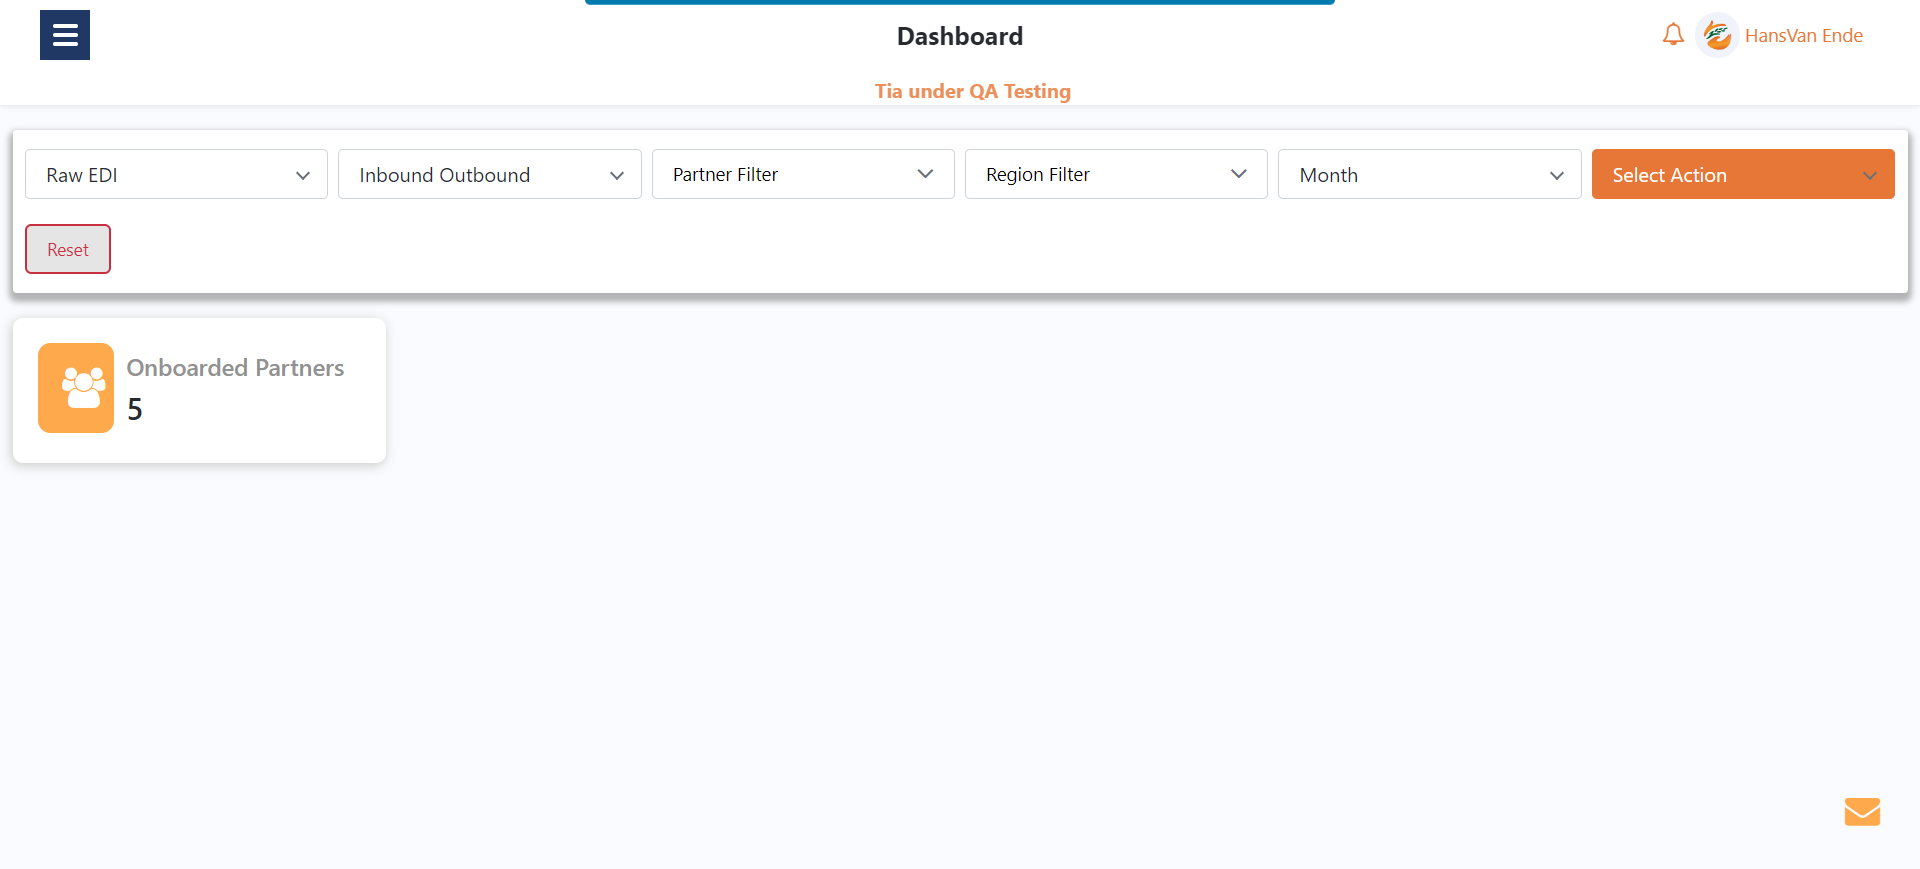 Dashboard
HansVan Ende
Tia under QA Testing
Raw EDI
Inbound Outbound
Partner Filter
Region Filter
Month
Select Action
Reset
Onboarded Partners
5